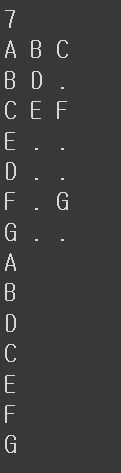 7
A B C
B D .
C E F
E . .
D . .
F . G
G . .
A
B
D
C
E
F
G